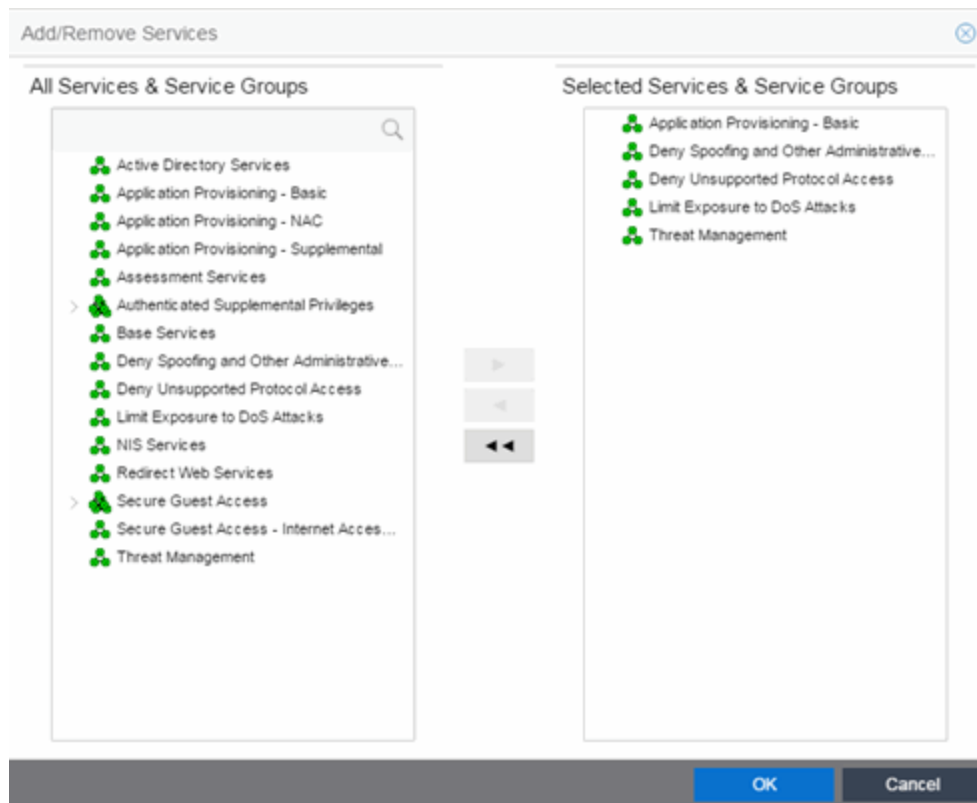 Add/Remove Services
All Services & Service Groups
Active Directory Services
Application Provisioning - Basic
Application Provisioning - NAC
Application Provisioning - Supplemental
Assessment Services
Authenticated Supplemental Privileges
Base Services
Deny Spoofing and Other Administrative...
Deny Unsupported Protocol Access
Limit Exposure to DoS Attacks
NIS Services
Redirect Web Services
Secure Guest Access
Secure Guest Access - Internet Acces...
Threat Management
Selected Services & Service Groups
Application Provisioning - Basic
Deny Spoofing and Other Administrative...
Deny Unsupported Protocol Access
Limit Exposure to DoS Attacks
Threat Management
OK
Cancel